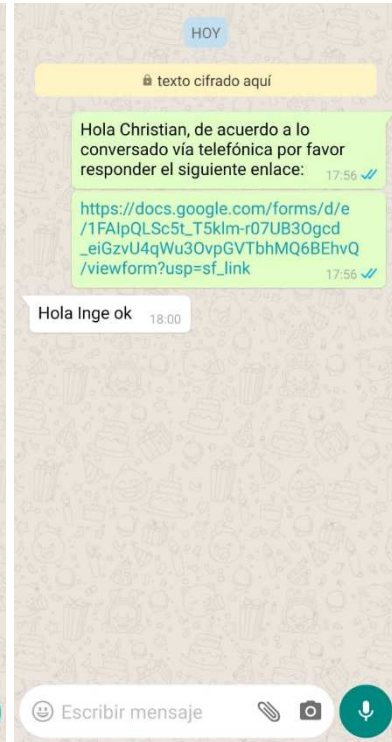 HOY
texto cifrado aquí
Hola Christian, de acuerdo a lo
conversado vía telefónica por favor
responder el siguiente enlace:
17:56
https://docs.google.com/forms/d/e
/1FAIpQLSc5t_T5klm-r07UB3Ogcd
_eiGzvU4qWu3OvpGVTbhMQ6BEhvQ
/viewform?usp=sf_link
17:56
Hola Inge ok 18:00
Escribir mensaje